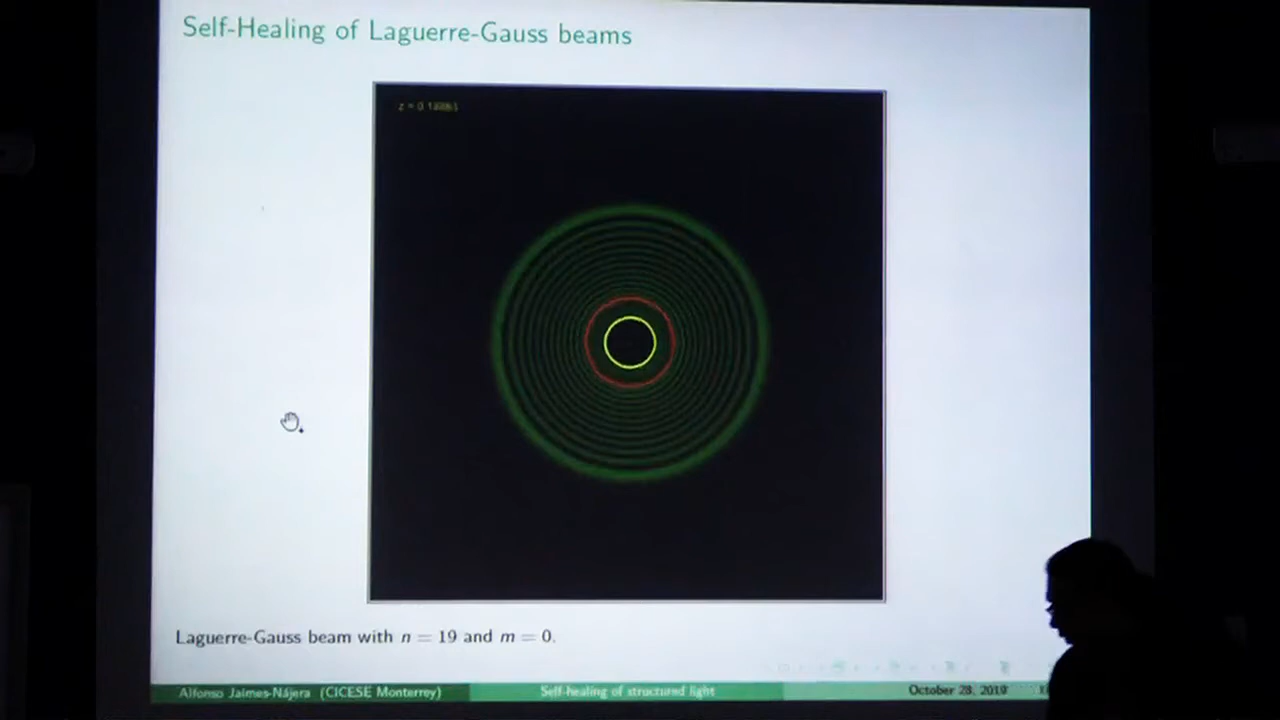 Self-Healing of Laguerre-Gauss beams
Laguerre-Gauss beam with n = 19 and m = 0.
Alfonso Jaimes-Nájera (CICESE Monterrey) Self-healing of structured light October 28, 2019